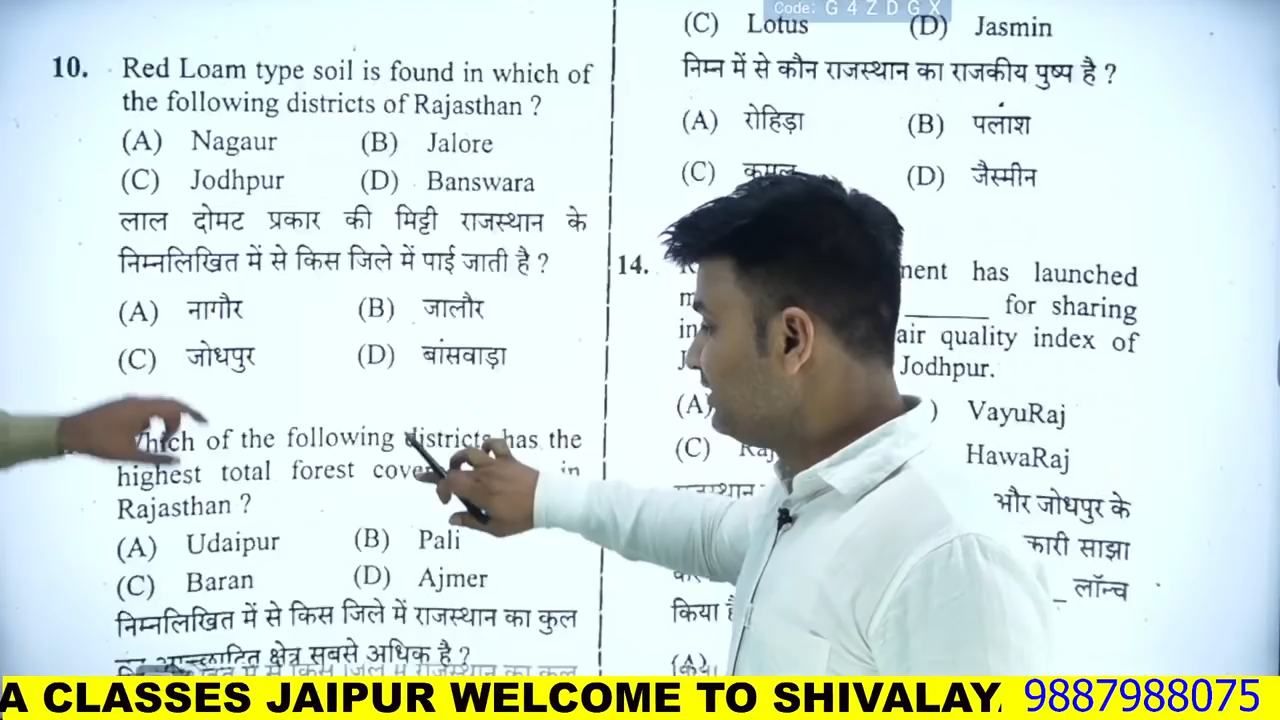 Code: G 4 Z D G X
10. Red Loam type soil is found in which of
the following districts of Rajasthan ?
(A) Nagaur (B) Jalore
(C) Jodhpur (D) Banswara
लाल दोमट प्रकार की मिट्टी राजस्थान के
निम्नलिखित में से किस जिले में पाई जाती है ?
(A) नागौर (B) जालौर
(C) जोधपुर (D) बांसवाड़ा
Which of the following districts has the
highest total forest in
Rajasthan ?
(A) Udaipur (B) Pali
(C) Baran (D) Ajmer
निम्नलिखित में से किस जिले में राजस्थान का कुल
क्षेत्र सबसे अधिक है ?
(C) Lotus (D) Jasmin
निम्न में से कौन राजस्थान का राजकीय पुष्प है ?
(A) रोहिड़ा (B) पलाश
(C) कमल (D) जैस्मीन
14. has launched
for sharing
air quality index of
Jodhpur.
(A) ) VayuRaj
(C) HawaRaj
और जोधपुर के
साझा
लॉन्च
किया
(A)
A CLASSES JAIPUR WELCOME TO SHIVALAY
9887988075